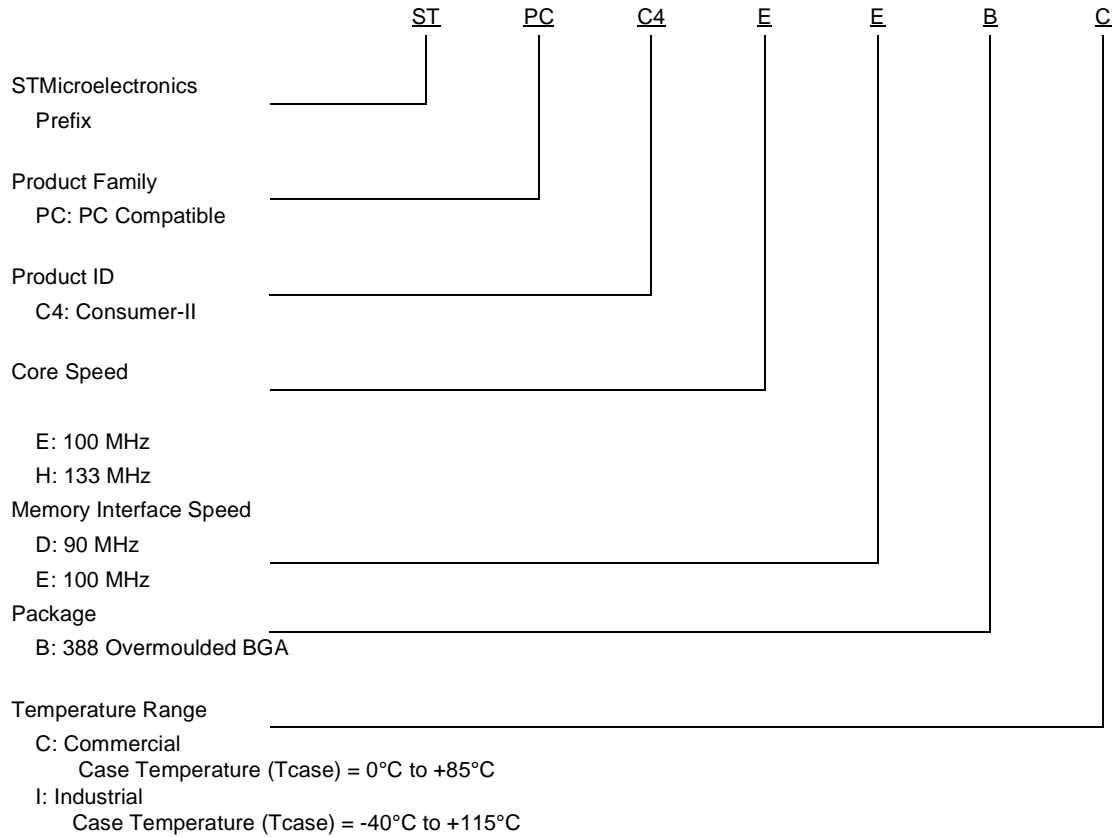 ST PC C4 E E B C
STMicroelectronics
Prefix
Product Family
PC: PC Compatible
Product ID
C4: Consumer-II
Core Speed
E: 100 MHz
H: 133 MHz
Memory Interface Speed
D: 90 MHz
E: 100 MHz
Package
B: 388 Overmoulded BGA
Temperature Range
C: Commercial
Case Temperature (Tcase) = 0°C to +85°C
I: Industrial
Case Temperature (Tcase) = -40°C to +115°C